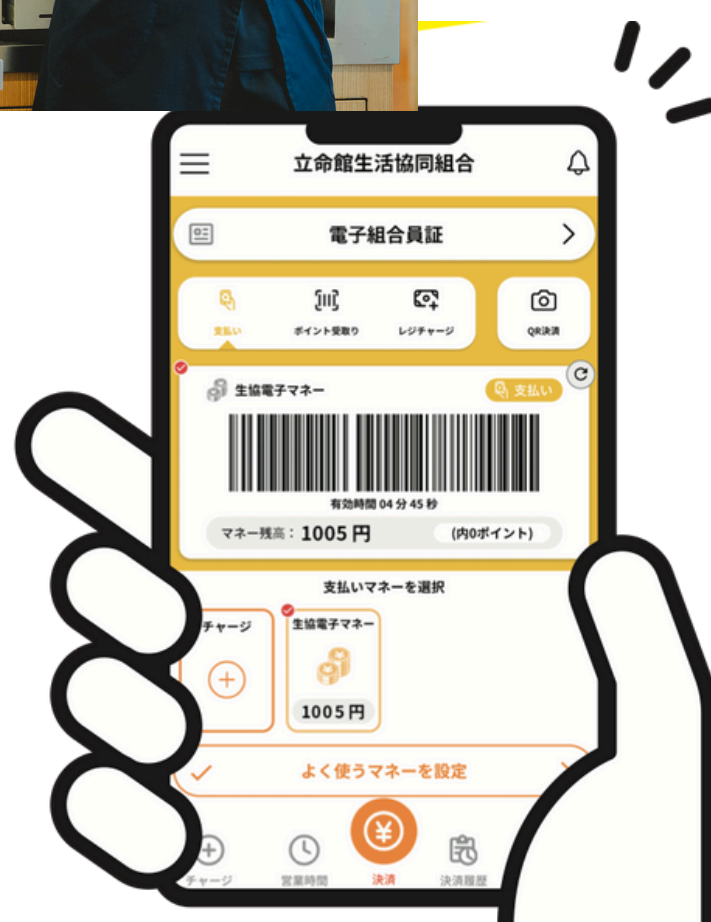 立命館生活協同組合
電子組合員証
支払い
ポイント受取り
レジチャージ
QR決済
生協電子マネー
支払い
有効時間 04 分 45 秒
マネー残高： 1005 円
(内0ポイント)
支払いマネーを選択
チャージ
生協電子マネー
1005 円
よく使うマネーを設定
チャージ
営業時間
決済
決済履歴